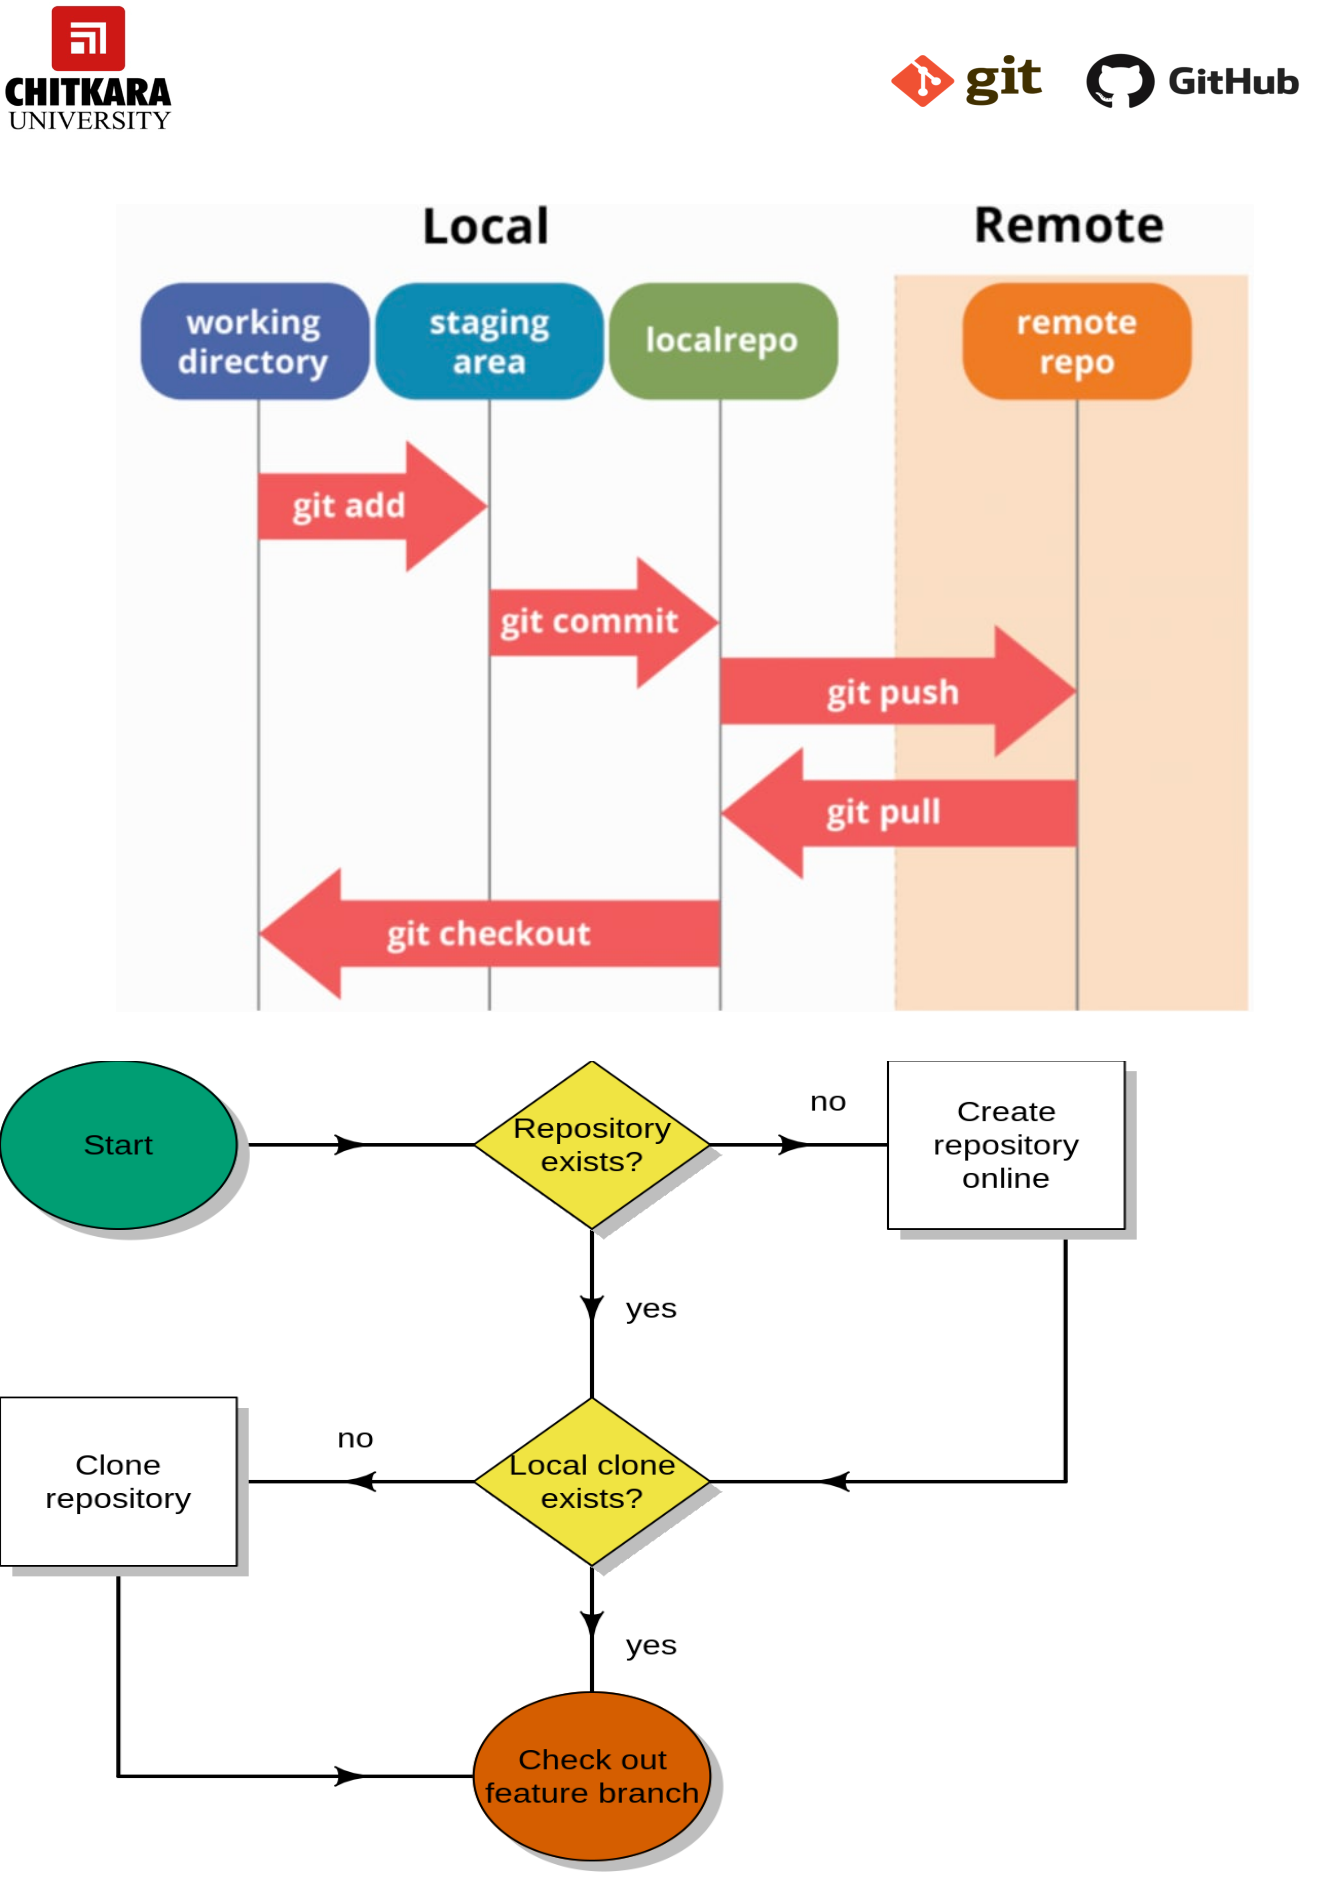 CHITKARA
UNIVERSITY
git
GitHub
Local
Remote
working
directory
staging
area
localrepo
remote
repo
git add
git commit
git push
git pull
git checkout
Start
Repository
exists?
no
Create
repository
online
yes
Clone
repository
no
Local clone
exists?
yes
Check out
feature branch